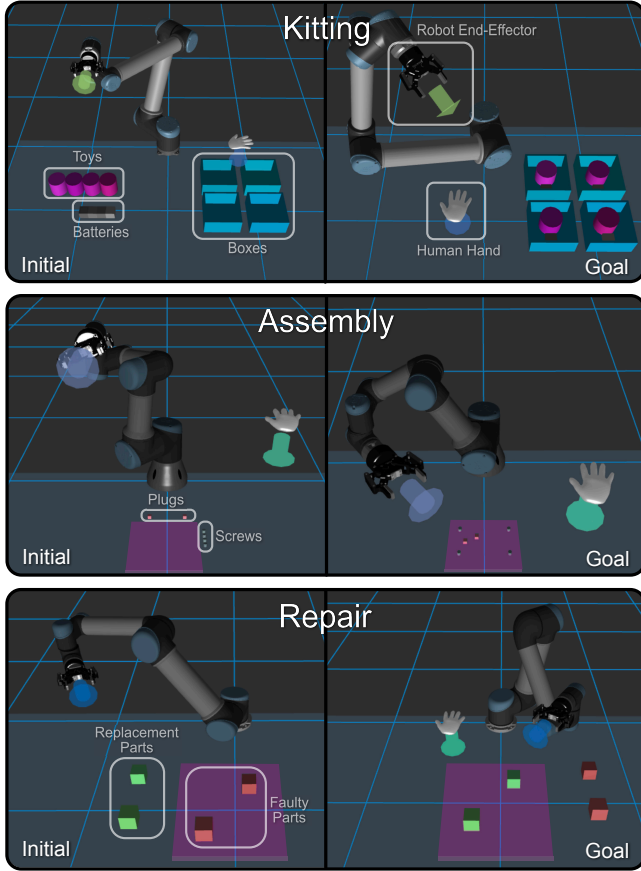 Kitting
Robot End-Effector
Toys
Batteries
Boxes
Human Hand
Initial
Goal
Assembly
Plugs
Screws
Initial
Goal
Repair
Replacement
Parts
Faulty
Parts
Initial
Goal